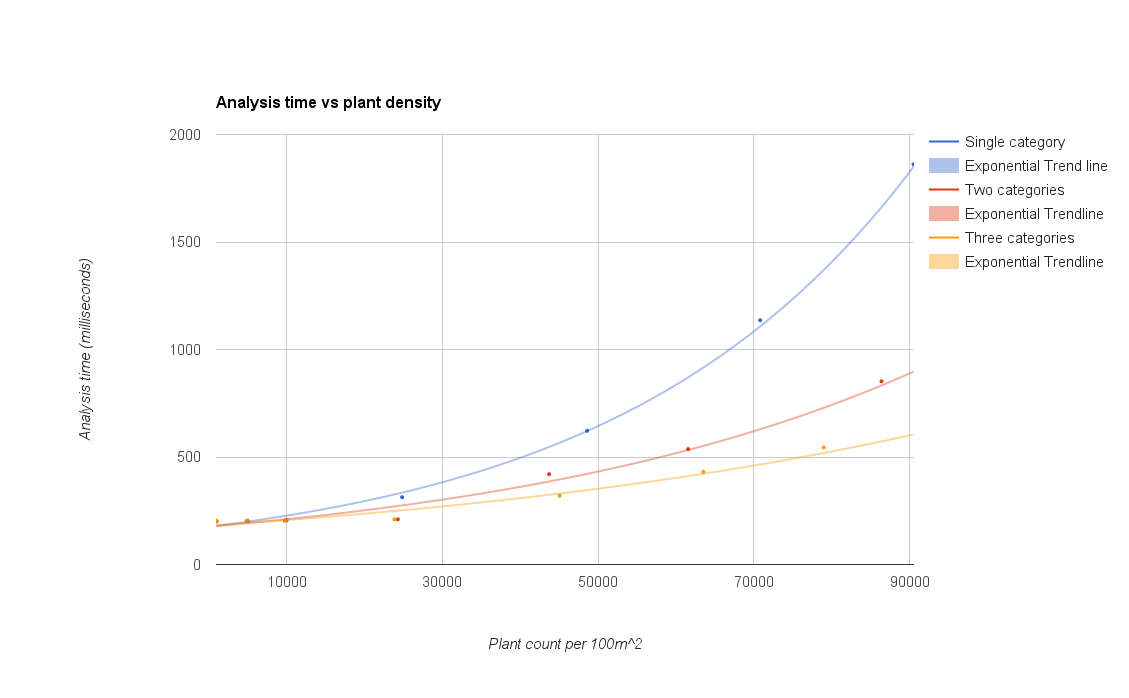 Analysis time vs plant density
2000
1500
1000
500
0
Analysis time (milliseconds)
10000
30000
50000
70000
90000
Plant count per 100m^2
Single category
Exponential Trend line
Two categories
Exponential Trendline
Three categories
Exponential Trendline